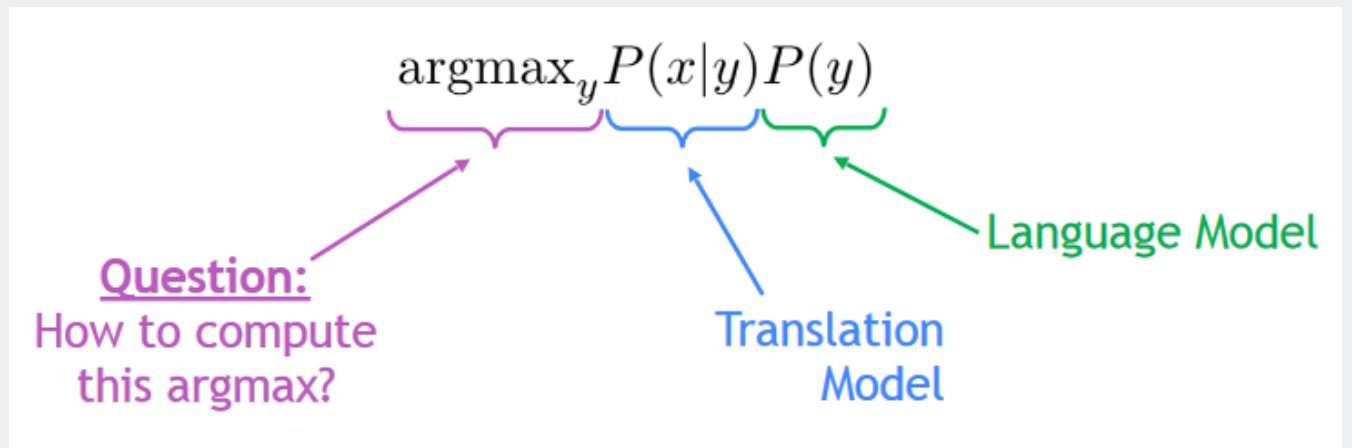 argmax_y P(x|y)P(y)
Language Model
Question:
How to compute
this argmax?
Translation
Model